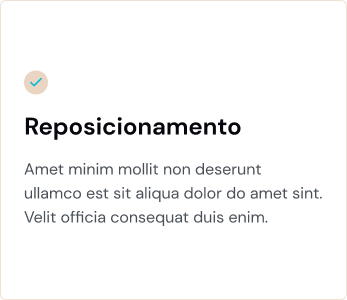 Reposicionamento
Amet minim mollit non deserunt
ullamco est sit aliqua dolor do amet sint.
Velit officia consequat duis enim.